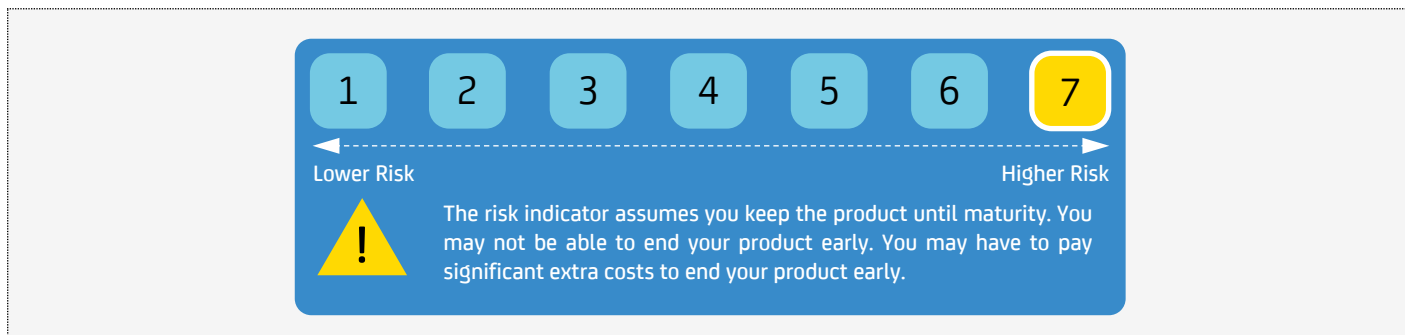 1 2 3 4 5 6 7
Lower Risk Higher Risk
!
The risk indicator assumes you keep the product until maturity. You
may not be able to end your product early. You may have to pay
significant extra costs to end your product early.